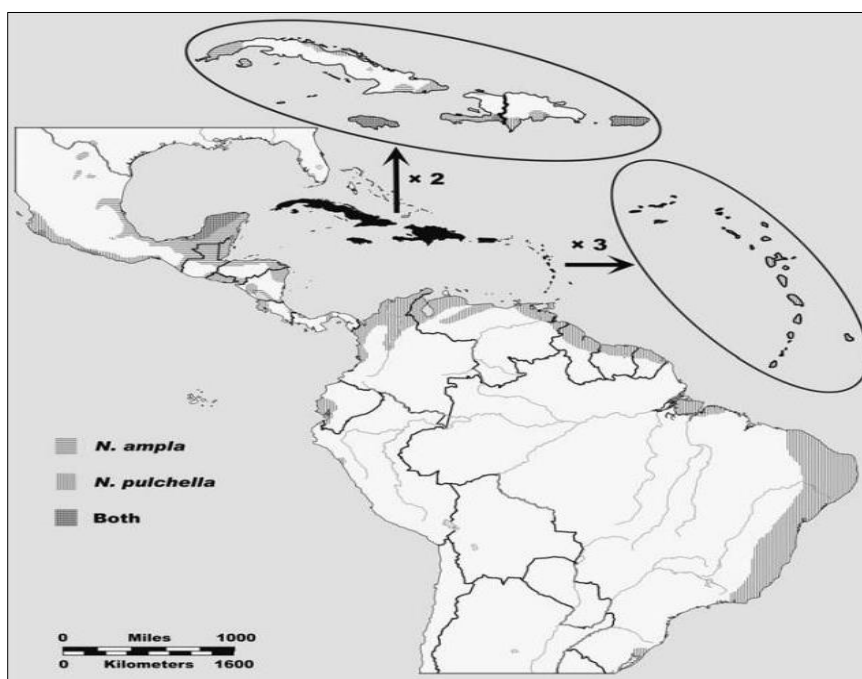 × 2
× 3
N. ampla
N. pulchella
Both
0 Miles 1000
0 Kilometers 1600